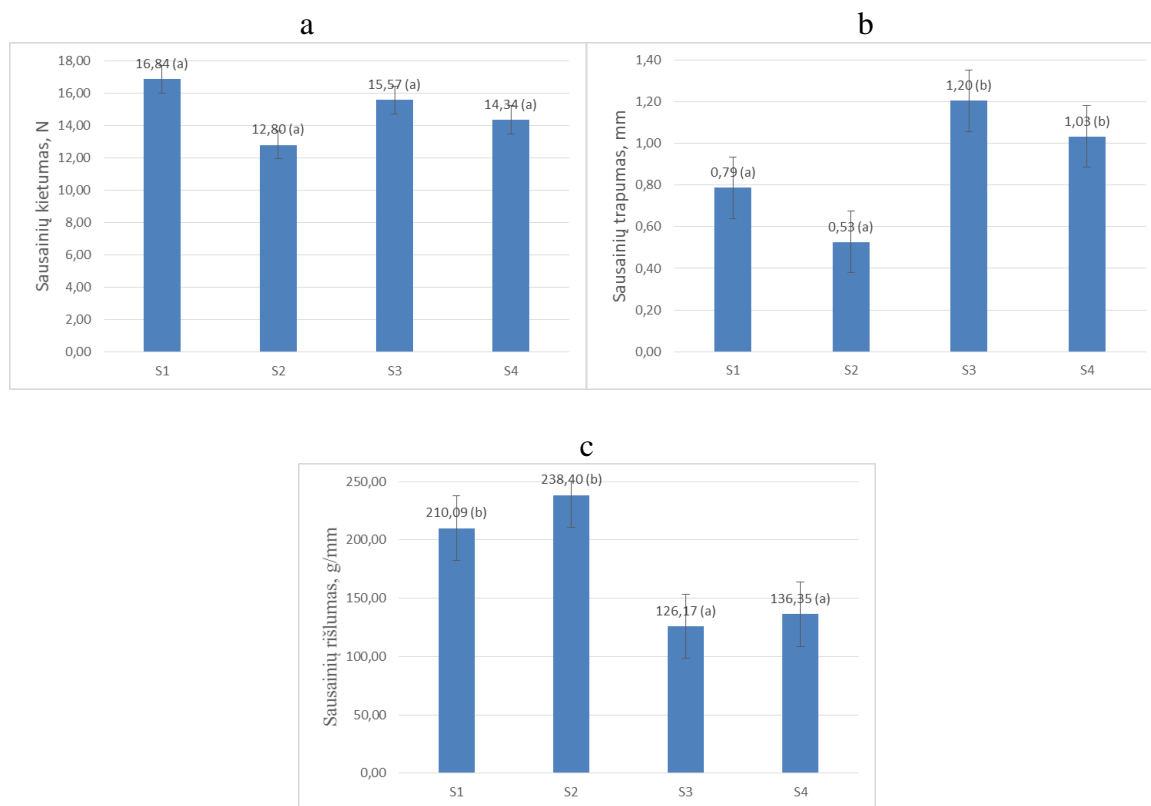 a
b
Sausainių kietumas, N
18,00
16,00
14,00
12,00
10,00
8,00
6,00
4,00
2,00
0,00
16,84 (a)
12,80 (a)
15,57 (a)
14,34 (a)
S1
S2
S3
S4
Sausainių trapumas, mm
1,40
1,20
1,00
0,80
0,60
0,40
0,20
0,00
0,79 (a)
0,53 (a)
1,20 (b)
1,03 (b)
S1
S2
S3
S4
c
Sausainių rišlumas, g/mm
250,00
200,00
150,00
100,00
50,00
0,00
210,09 (b)
238,40 (b)
126,17 (a)
136,35 (a)
S1
S2
S3
S4